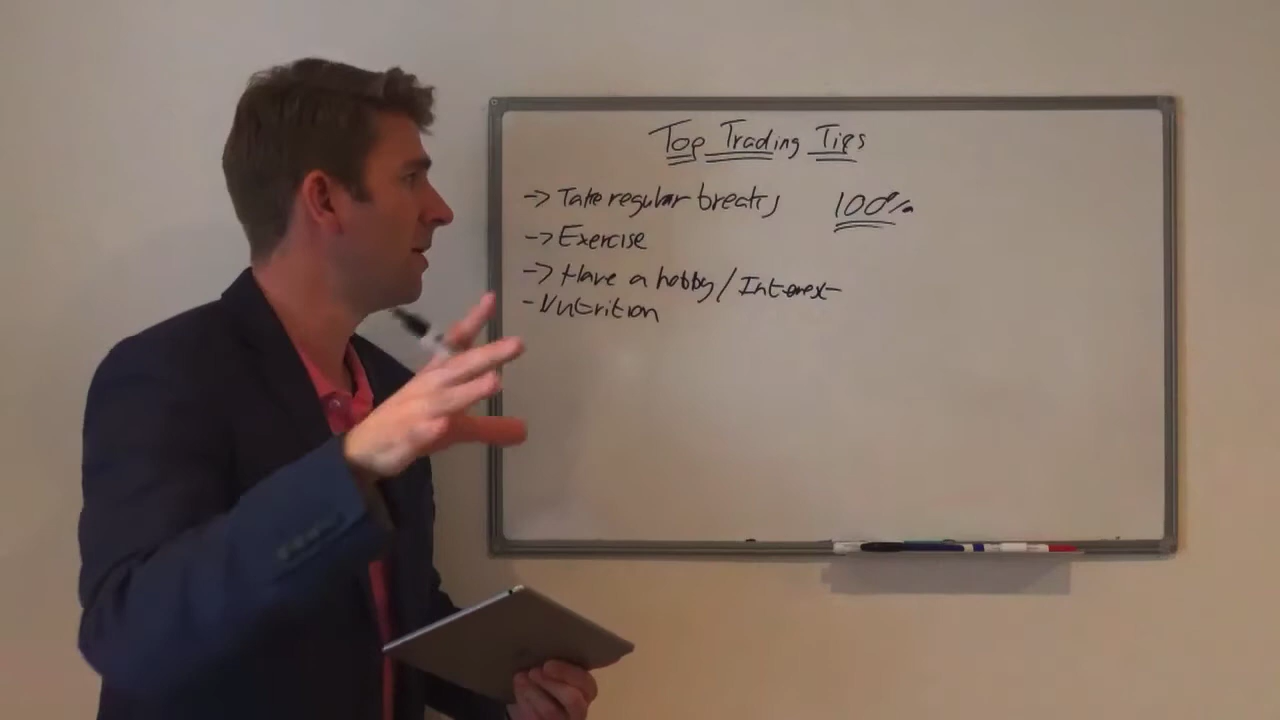 Top Trading Tips
-> Take regular breaks 100%
-> Exercise
-> Have a hobby / Interest
- Nutrition